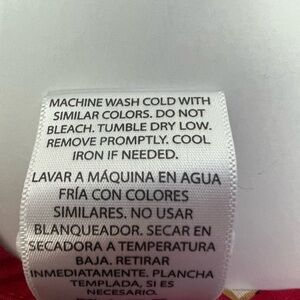 MACHINE WASH COLD WITH
SIMILAR COLORS. DO NOT
BLEACH. TUMBLE DRY LOW.
REMOVE PROMPTLY. COOL
IRON IF NEEDED.
LAVAR A MÁQUINA EN AGUA
FRÍA CON COLORES
SIMILARES. NO USAR
BLANQUEADOR. SECAR EN
SECADORA A TEMPERATURA
BAJA. RETIRAR
INMEDIATAMENTE. PLANCHA
TEMPLADA, SI ES
NECESARIO.